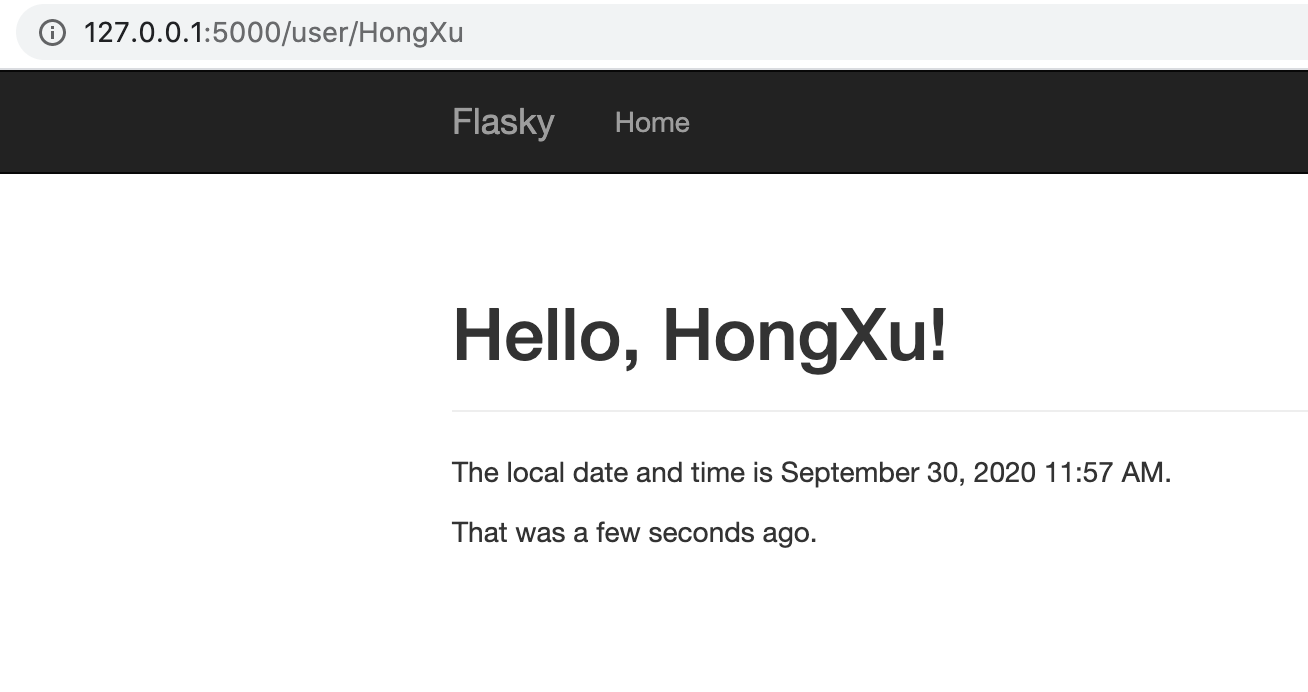 127.0.0.1:5000/user/HongXu
Flasky Home
Hello, HongXu!
The local date and time is September 30, 2020 11:57 AM.
That was a few seconds ago.